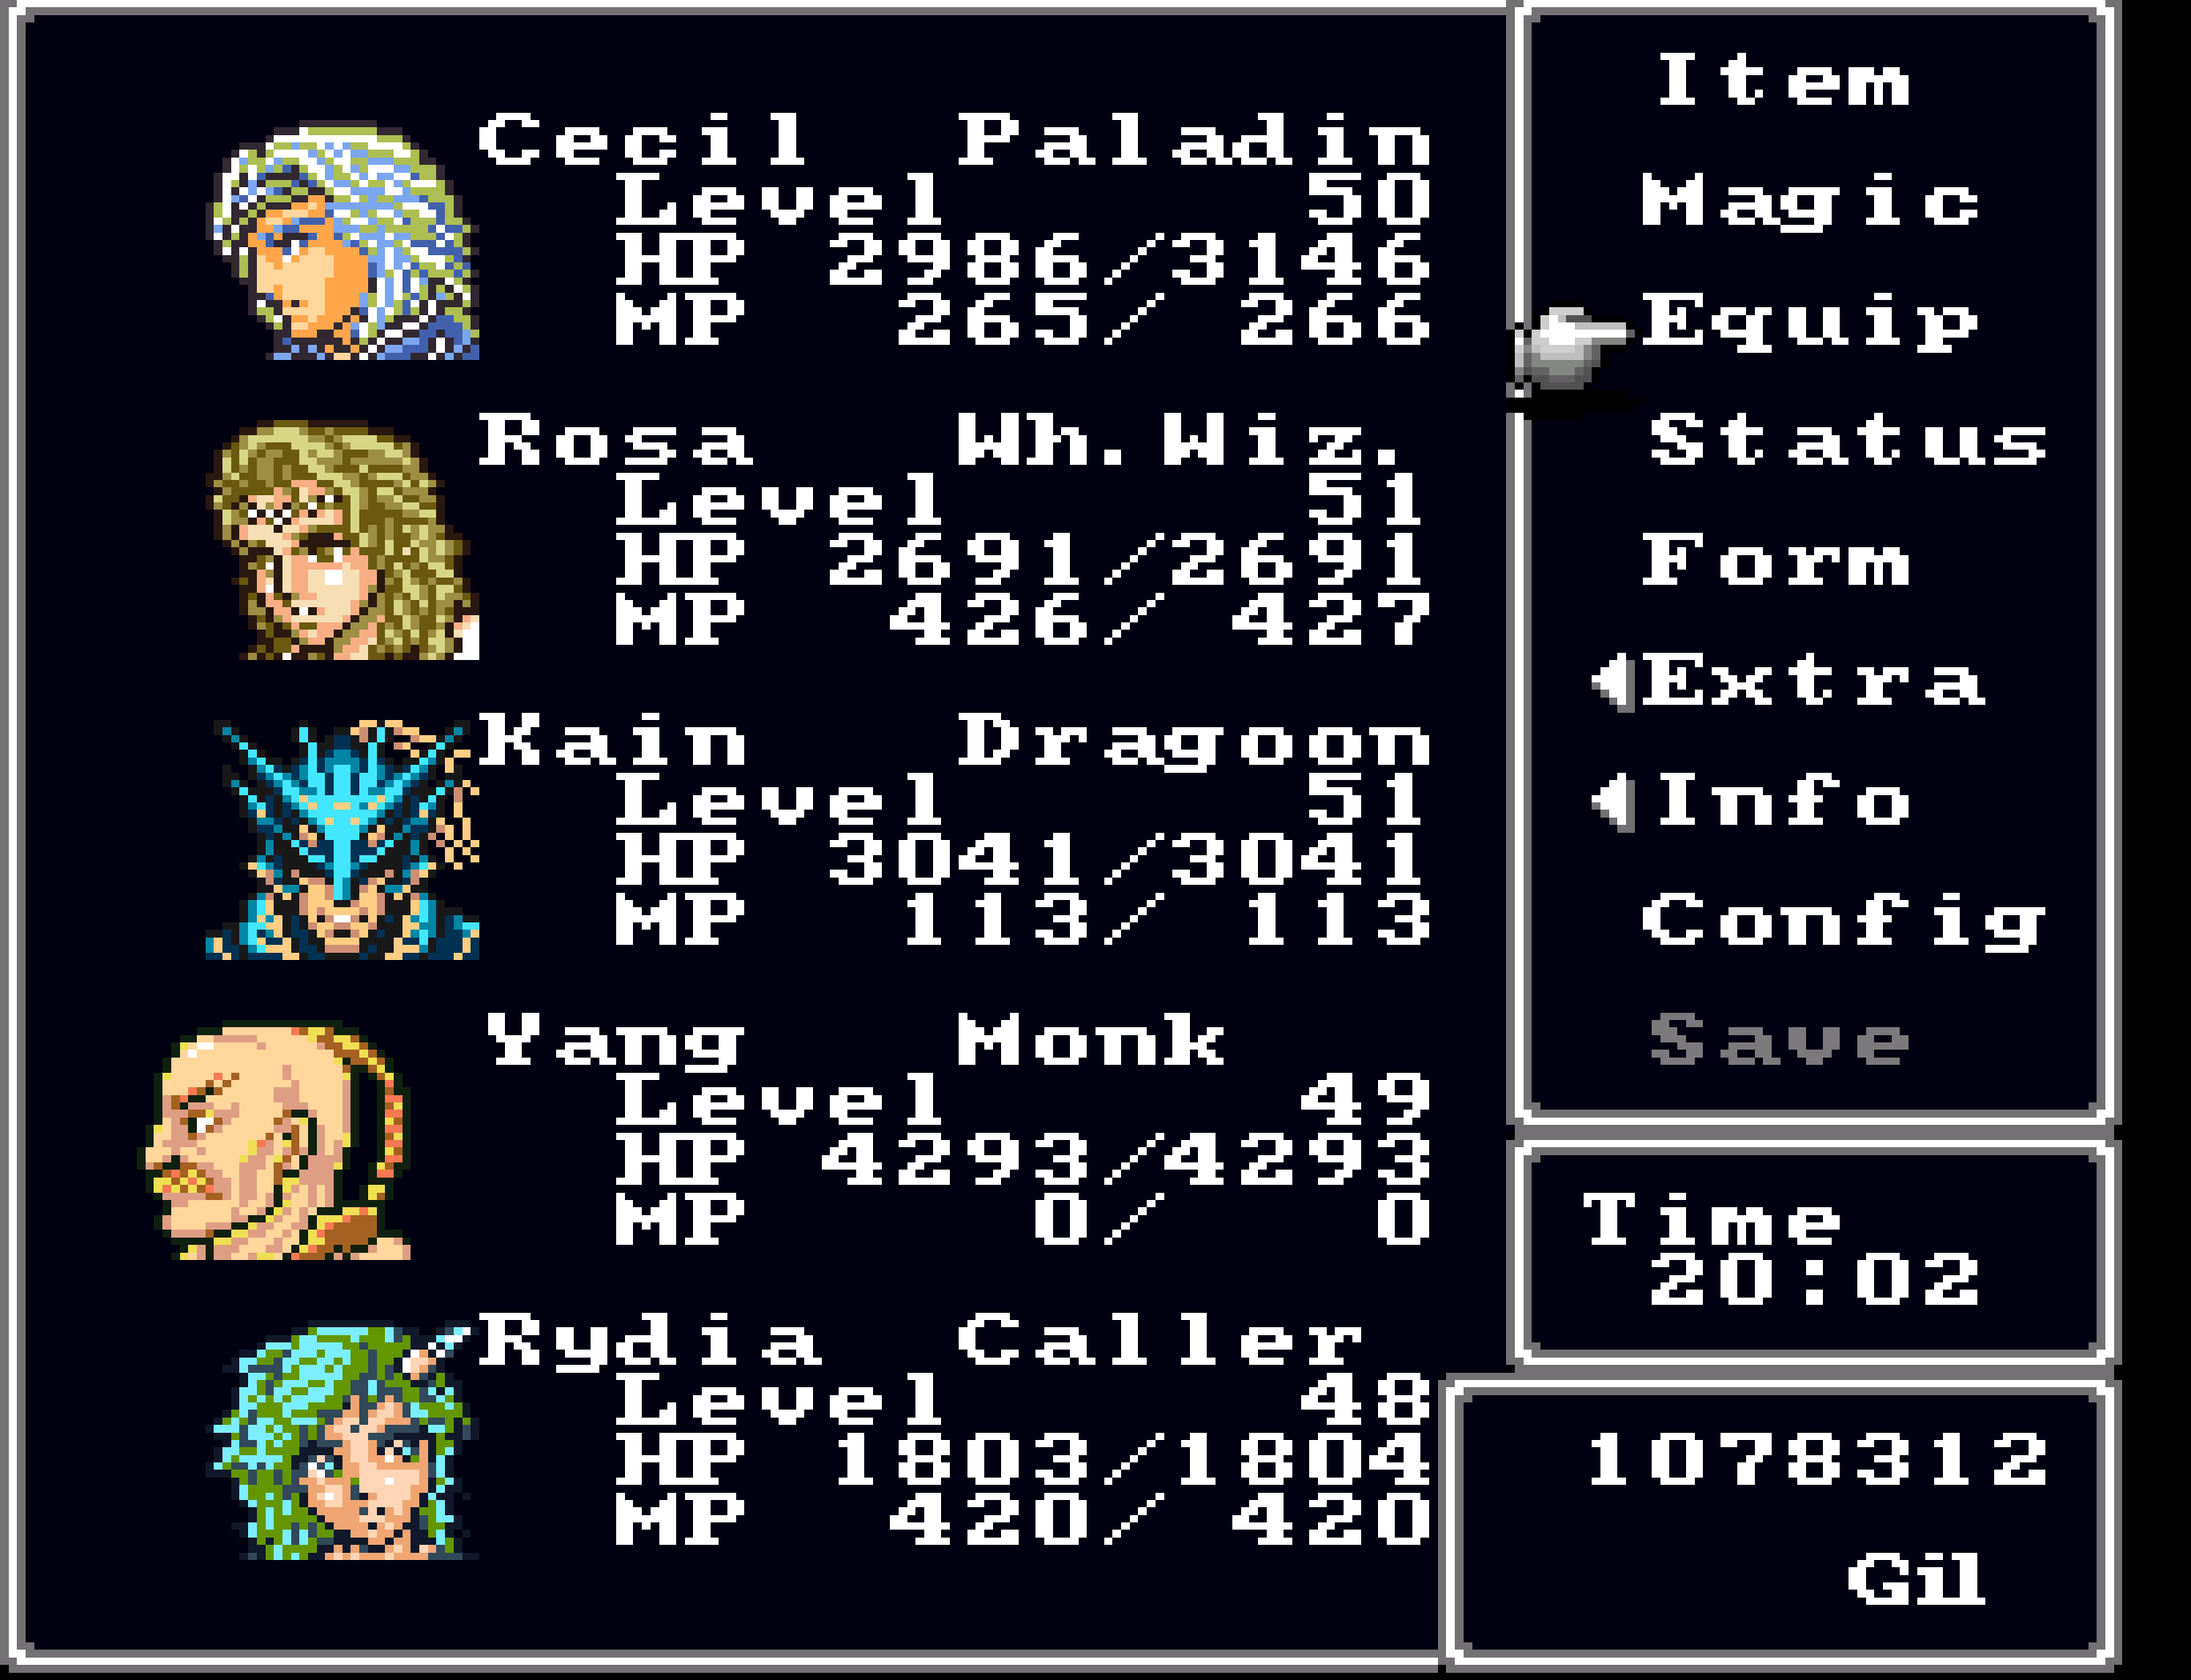 Cecil Paladin
Level 50
HP 2986/3146
MP 265/ 266
Rosa Wh.Wiz.
Level 51
HP 2691/2691
MP 426/ 427
Kain Dragoon
Level 51
HP 3041/3041
MP 113/ 113
Yang Monk
Level 49
HP 4293/4293
MP 0/ 0
Rydia Caller
Level 48
HP 1803/1804
MP 420/ 420
Item
Magic
Equip
Status
Form
Extra
Info
Config
Save
Time
20:02
1078312
Gil